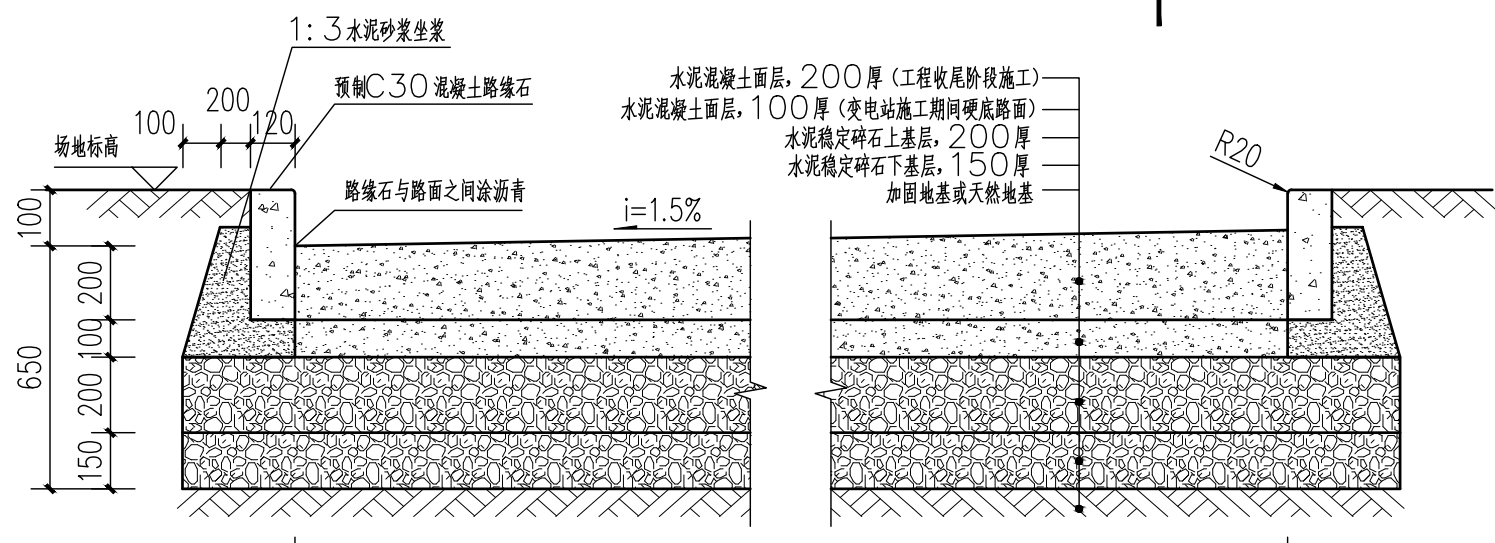 1：3水泥砂浆坐浆
预制C30混凝土路缘石
200
100
120
场地标高
路缘石与路面之间涂沥青
i=1.5%
水泥混凝土面层，200厚（工程收尾阶段施工）
水泥混凝土面层，100厚（变电站施工期间硬底路面）
水泥稳定碎石上基层，200厚
水泥稳定碎石下基层，150厚
加固地基或天然地基
R20
100
650
200
100
200
150